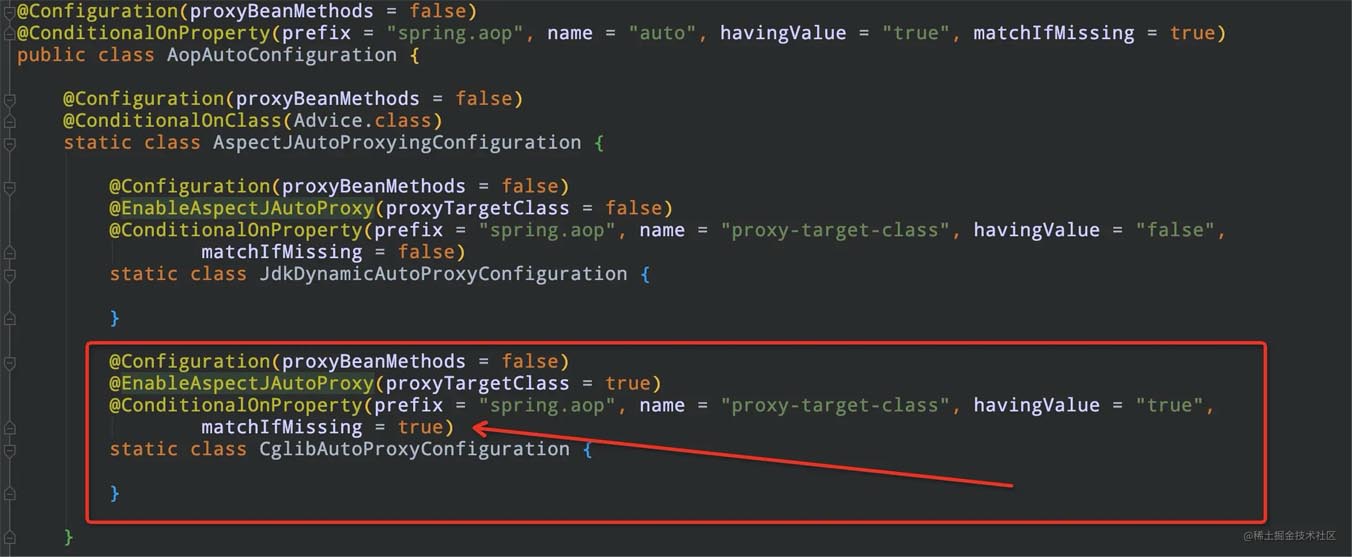 @Configuration(proxyBeanMethods = false)
@ConditionalOnProperty(prefix = "spring.aop", name = "auto", havingValue = "true", matchIfMissing = true)
public class AopAutoConfiguration {
@Configuration(proxyBeanMethods = false)
@ConditionalOnClass(Advice.class)
static class AspectJAutoProxyingConfiguration {
@Configuration(proxyBeanMethods = false)
@EnableAspectJAutoProxy(proxyTargetClass = false)
@ConditionalOnProperty(prefix = "spring.aop", name = "proxy-target-class", havingValue = "false",
matchIfMissing = false)
static class JdkDynamicAutoProxyConfiguration {
}
@Configuration(proxyBeanMethods = false)
@EnableAspectJAutoProxy(proxyTargetClass = true)
@ConditionalOnProperty(prefix = "spring.aop", name = "proxy-target-class", havingValue = "true",
matchIfMissing = true)
static class CglibAutoProxyConfiguration {
}
}
@稀土掘金技术社区